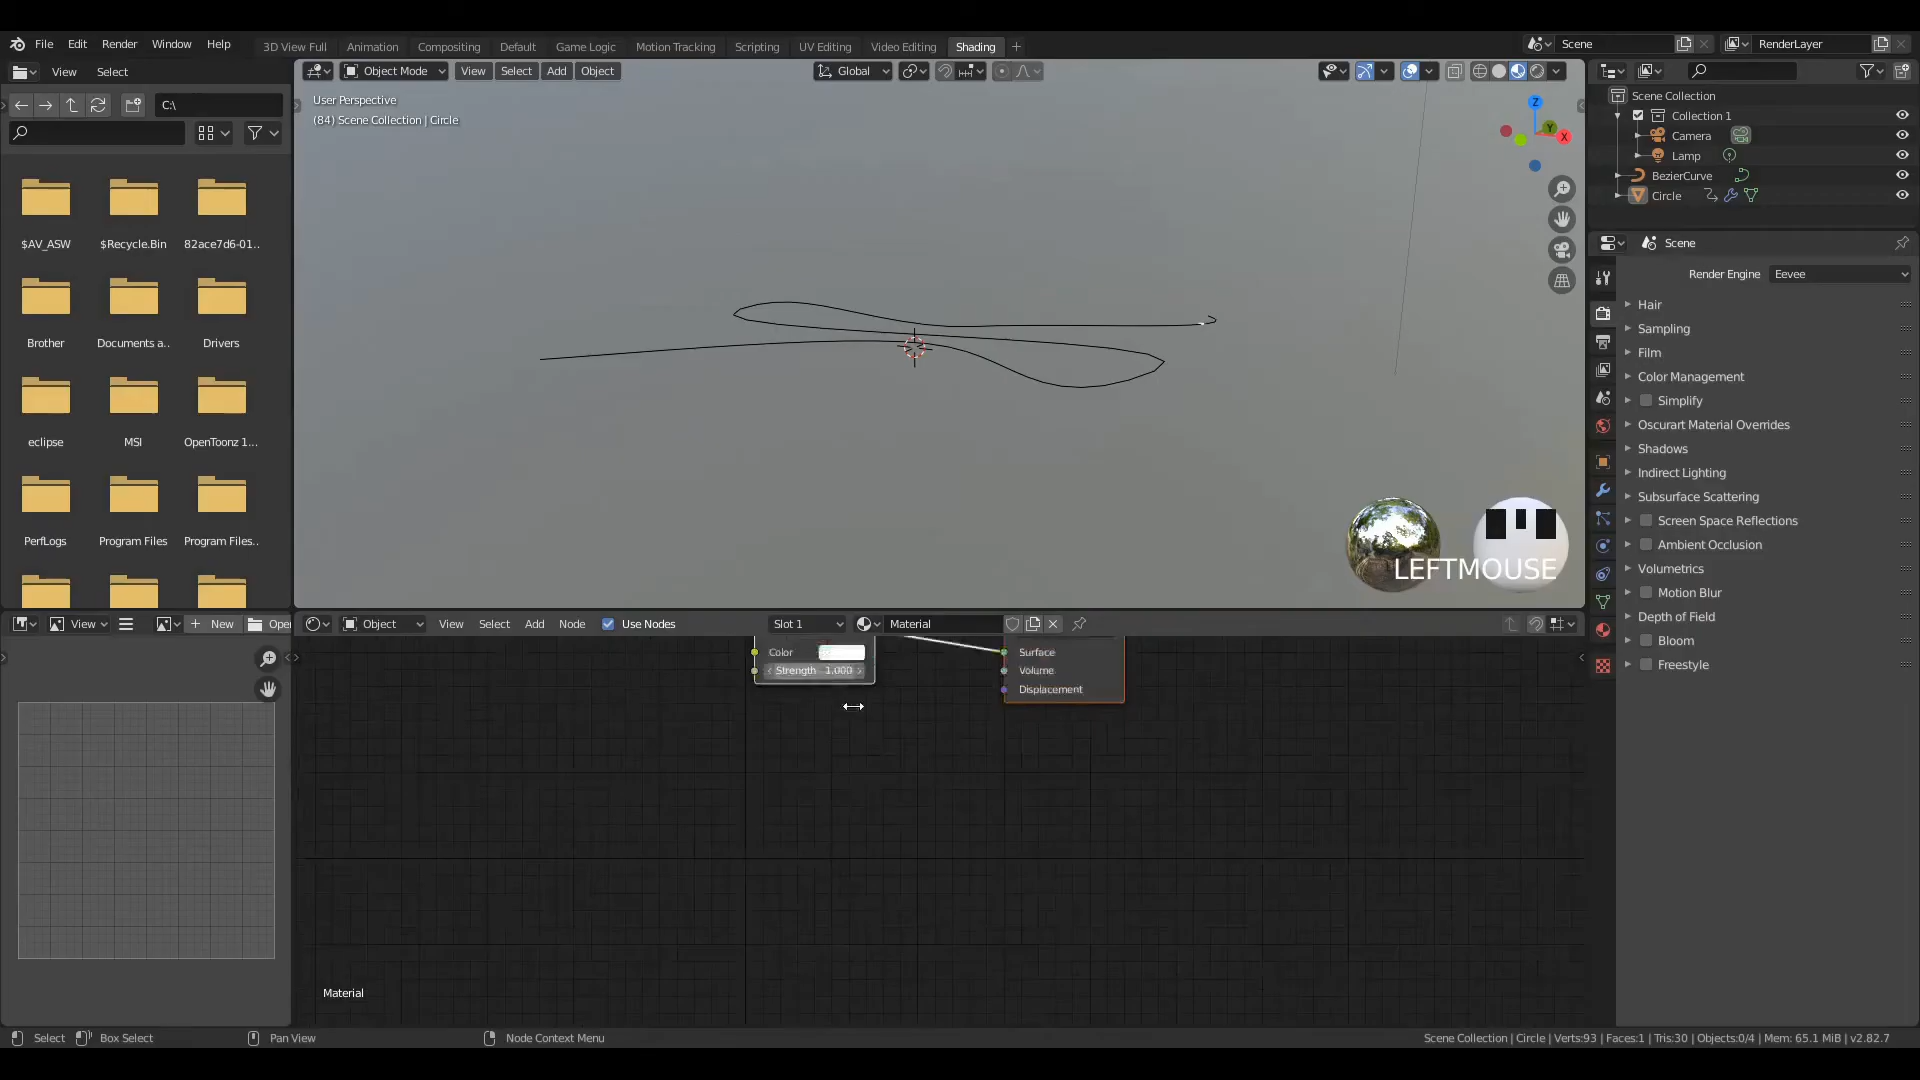 File Edit Render Window Help
3D View Full Animation Compositing Default Game Logic Motion Tracking Scripting UV Editing Video Editing Shading +
Scene
RenderLayer
View Select
Object Mode View Select Add Object
Global
C:\
User Perspective
(84) Scene Collection | Circle
Z
Y
X
$AV_ASW $Recycle.Bin 82ace7d6-01..
Brother Documents a.. Drivers
eclipse MSI OpenToonz 1...
PerfLogs Program Files Program Files..
LEFTMOUSE
Scene Collection
Collection 1
Camera
Lamp
BezierCurve
Circle
Scene
Render Engine Eevee
Hair
Sampling
Film
Color Management
Simplify
Oscurart Material Overrides
Shadows
Indirect Lighting
Subsurface Scattering
Screen Space Reflections
Ambient Occlusion
Volumetrics
Motion Blur
Depth of Field
Bloom
Freestyle
View + New Open
Object View Select Add Node Use Nodes Slot 1 Material
Color
Strength 1.000
Surface
Volume
Displacement
Material
Select Box Select Pan View Node Context Menu
Scene Collection | Circle | Verts:93 | Faces:1 | Tris:30 | Objects:0/4 | Mem: 65.1 MiB | v2.82.7